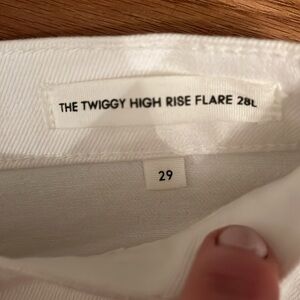 THE TWIGGY HIGH RISE FLARE 28L
29